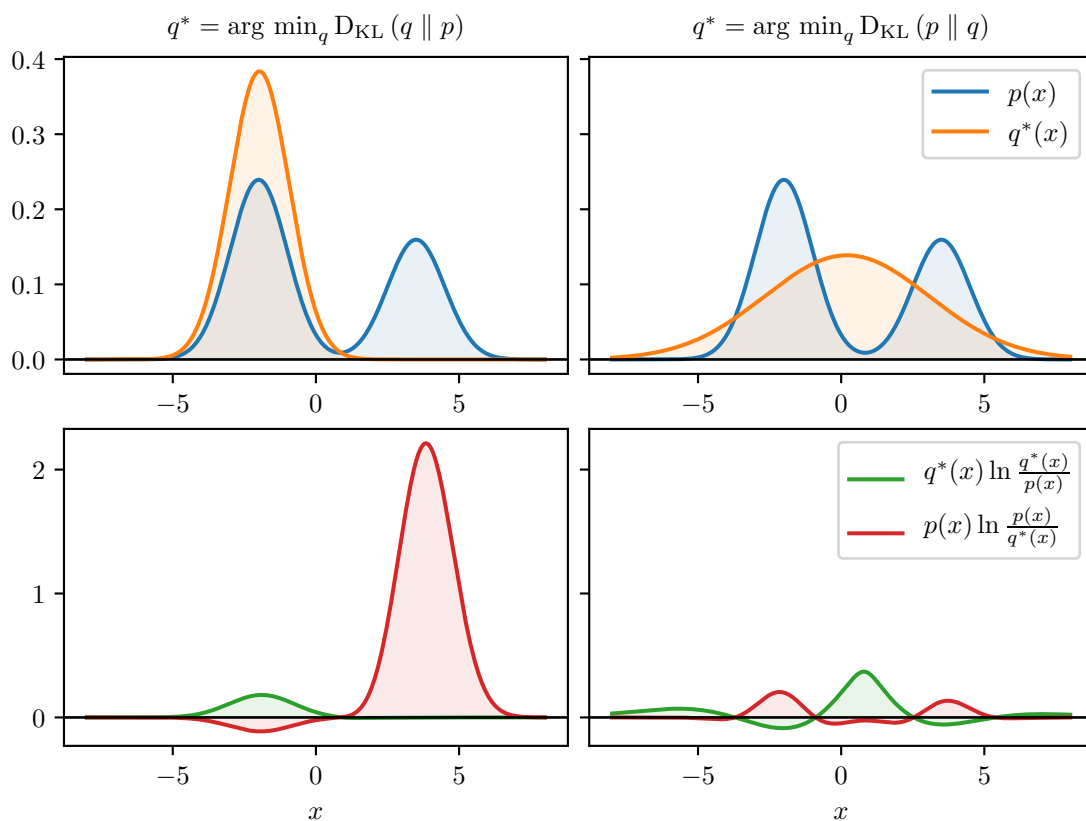 q* = arg min_q D_KL (q ∥ p)
q* = arg min_q D_KL (p ∥ q)
0.4
0.3
0.2
0.1
0.0
−5 0 5
p(x)
q*(x)
−5 0 5
2
1
0
−5 0 5
x
q*(x) ln q*(x)/p(x)
p(x) ln p(x)/q*(x)
−5 0 5
x